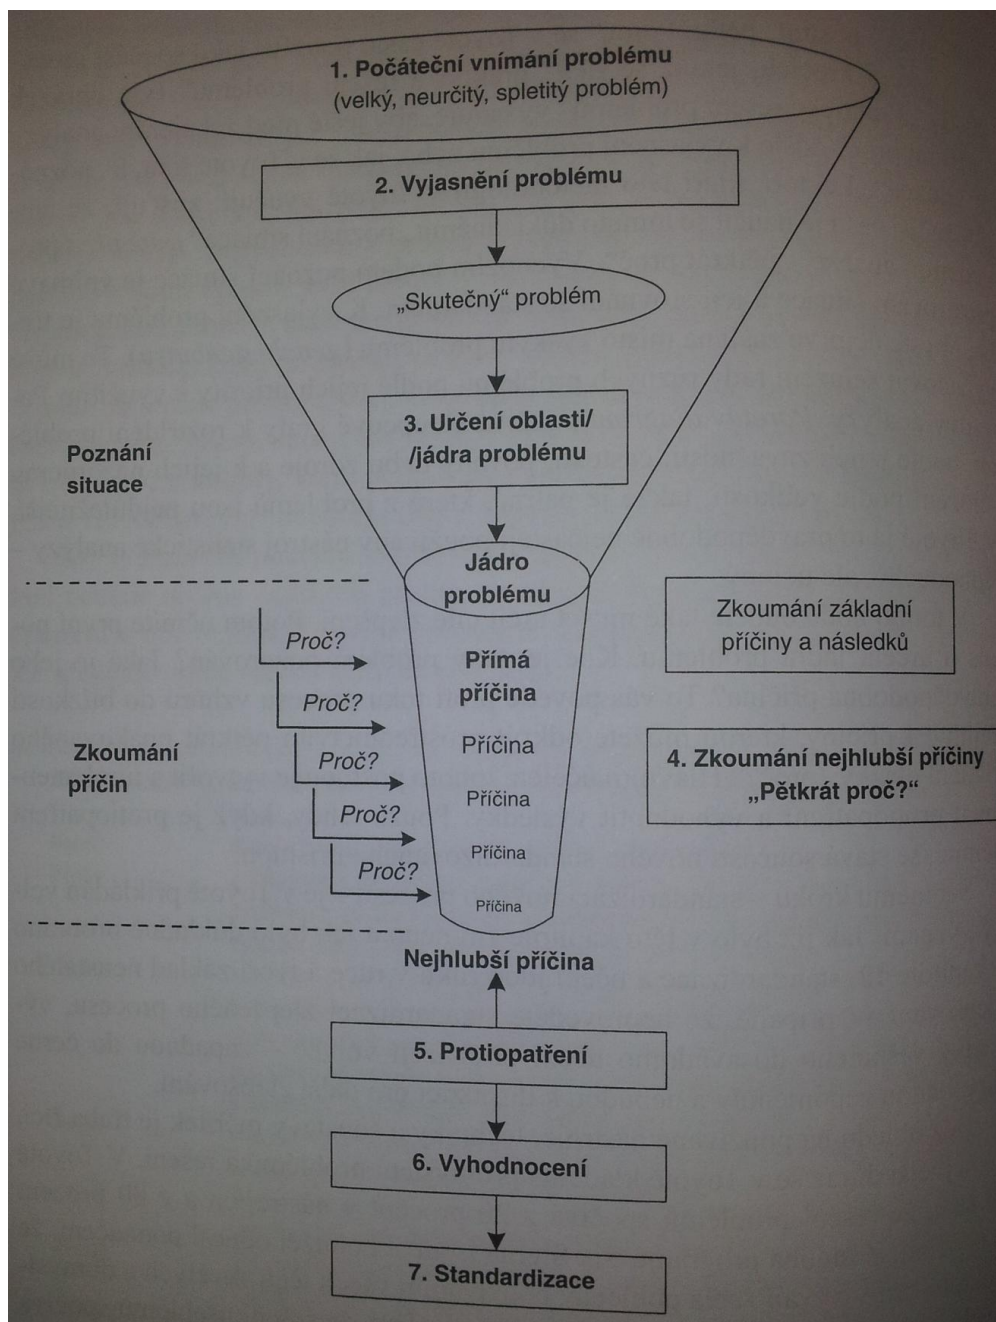 1. Počáteční vnímání problému
(velký, neurčitý, spletitý problém)
2. Vyjasnění problému
„Skutečný“ problém
3. Určení oblasti/
/jádra problému
Poznání
situace
Jádro
problému
Zkoumání základní
příčiny a následků
Proč?
Přímá
příčina
Proč?
Příčina
Zkoumání
příčin
4. Zkoumání nejhlubší příčiny
„Pětkrát proč?“
Proč?
Příčina
Proč?
Příčina
Proč?
Příčina
Nejhlubší příčina
5. Protiopatření
6. Vyhodnocení
7. Standardizace